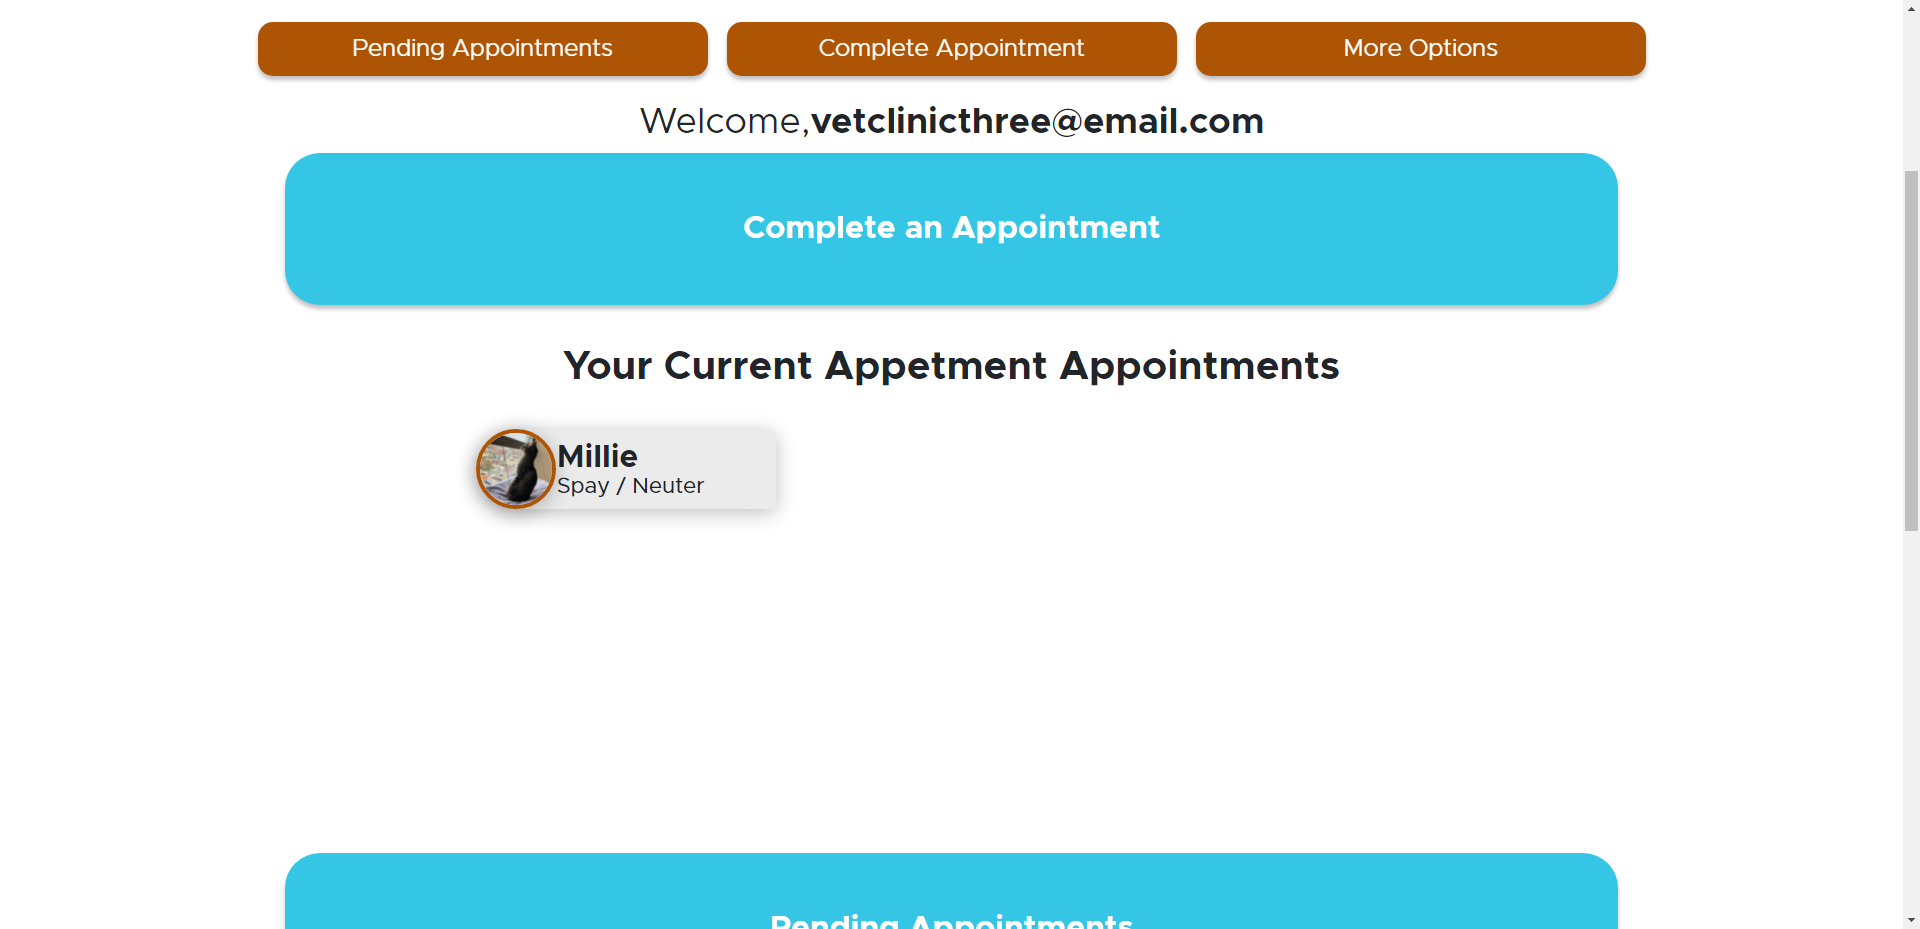 Pending Appointments
Complete Appointment
More Options
Welcome,vetclinicthree@email.com
Complete an Appointment
Your Current Appetment Appointments
Millie
Spay / Neuter
Pending Appointments